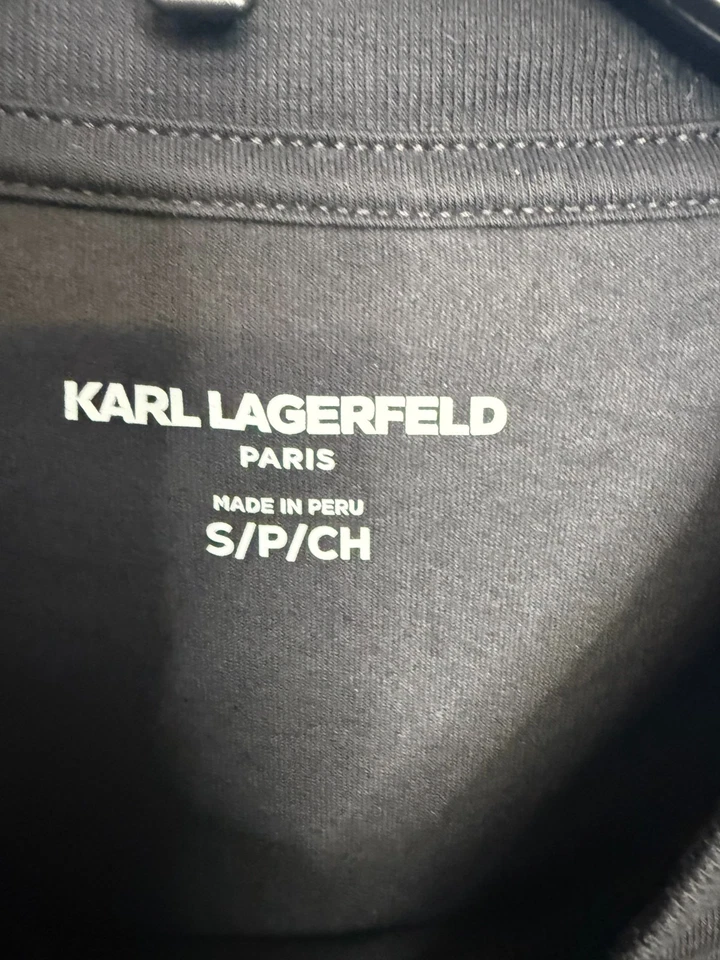 KARL LAGERFELD
PARIS
MADE IN PERU
S/P/CH